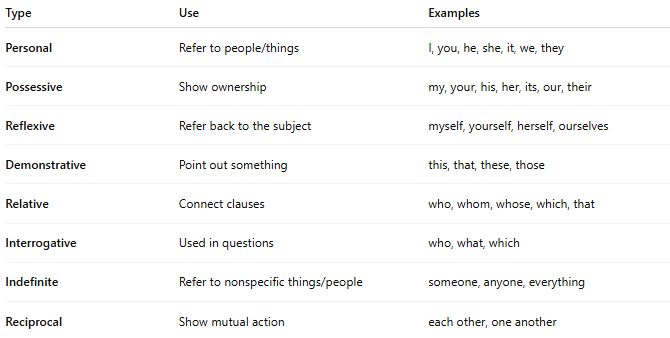 Type Use Examples
Personal Refer to people/things I, you, he, she, it, we, they
Possessive Show ownership my, your, his, her, its, our, their
Reflexive Refer back to the subject myself, yourself, herself, ourselves
Demonstrative Point out something this, that, these, those
Relative Connect clauses who, whom, whose, which, that
Interrogative Used in questions who, what, which
Indefinite Refer to nonspecific things/people someone, anyone, everything
Reciprocal Show mutual action each other, one another